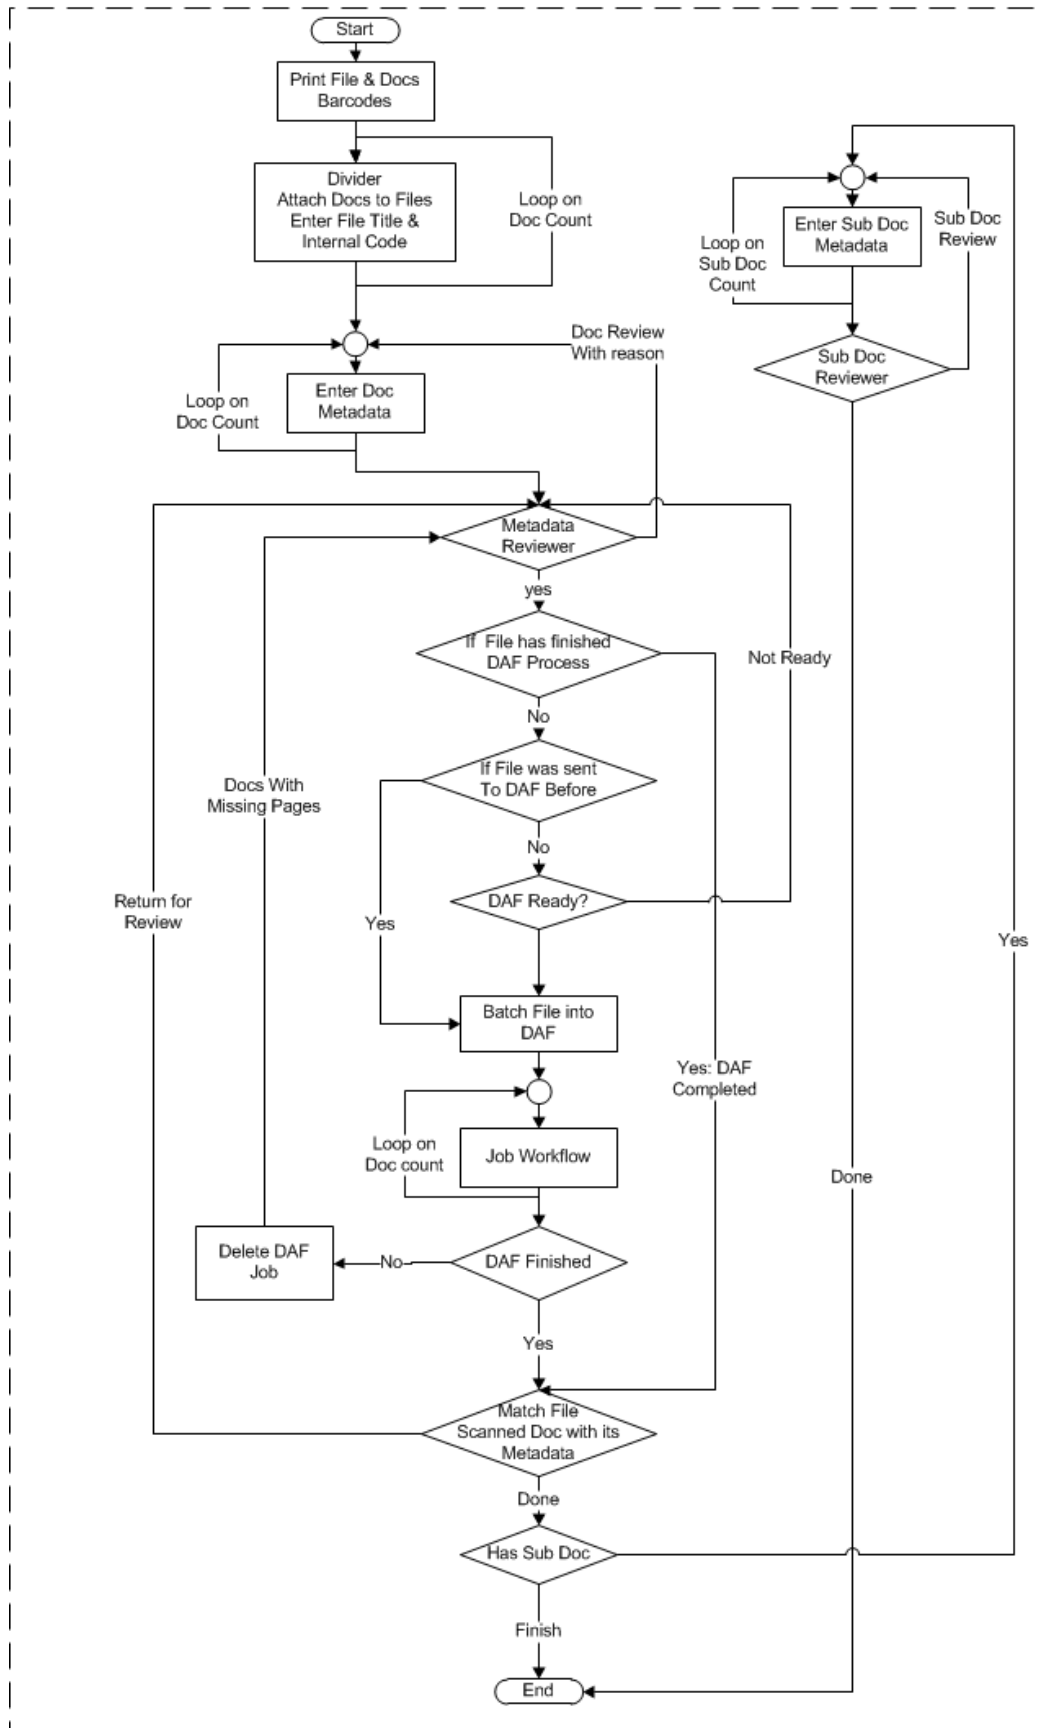 Start
Print File & Docs
Barcodes
Divider
Attach Docs to Files
Enter File Title &
Internal Code
Loop on
Doc Count
Enter Sub Doc
Metadata
Sub Doc
Review
Loop on
Sub Doc
Count
Sub Doc
Reviewer
Doc Review
With reason
Enter Doc
Metadata
Loop on
Doc Count
Metadata
Reviewer
yes
If File has finished
DAF Process
Not Ready
No
If File was sent
To DAF Before
Docs With
Missing Pages
No
DAF Ready?
Return for
Review
Yes
Yes
Batch File into
DAF
Yes: DAF
Completed
Loop on
Doc count
Job Workflow
Done
Delete DAF
Job
No
DAF Finished
Yes
Match File
Scanned Doc with its
Metadata
Done
Has Sub Doc
Finish
End